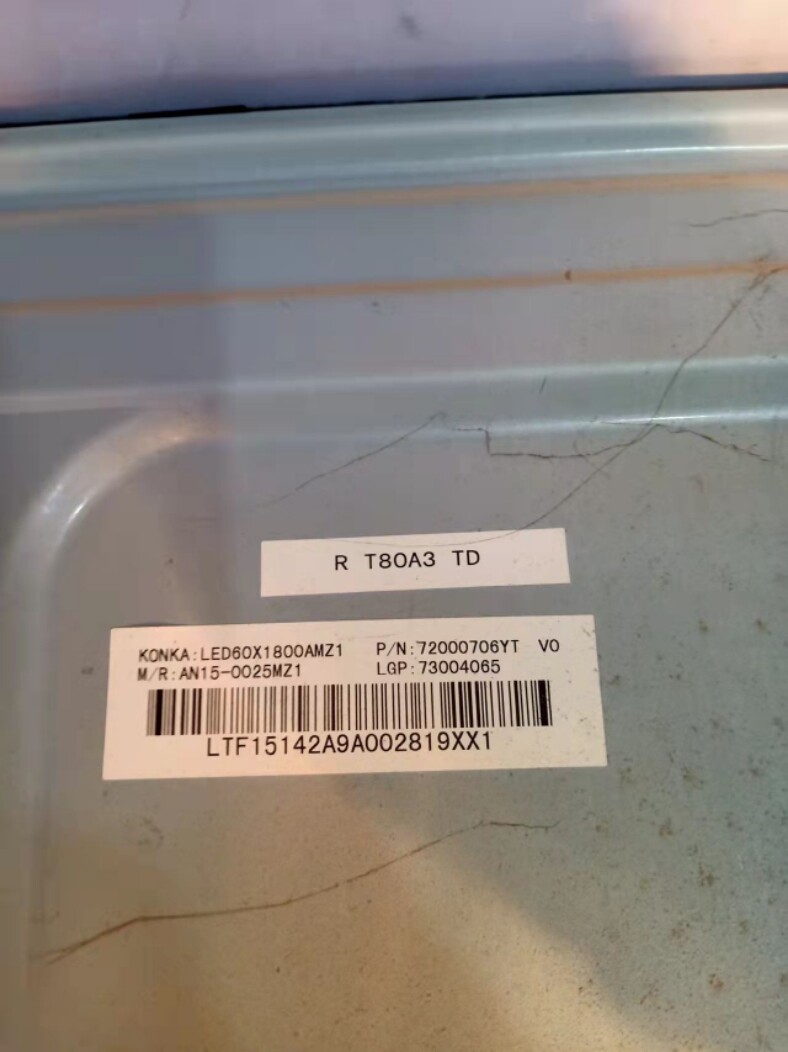 R T80A3 TD
KONKA:LED60X1800AMZ1 P/N:72000706YT V0
M/R:AN15-0025MZ1 LGP:73004065
LTF15142A9A002819XX1